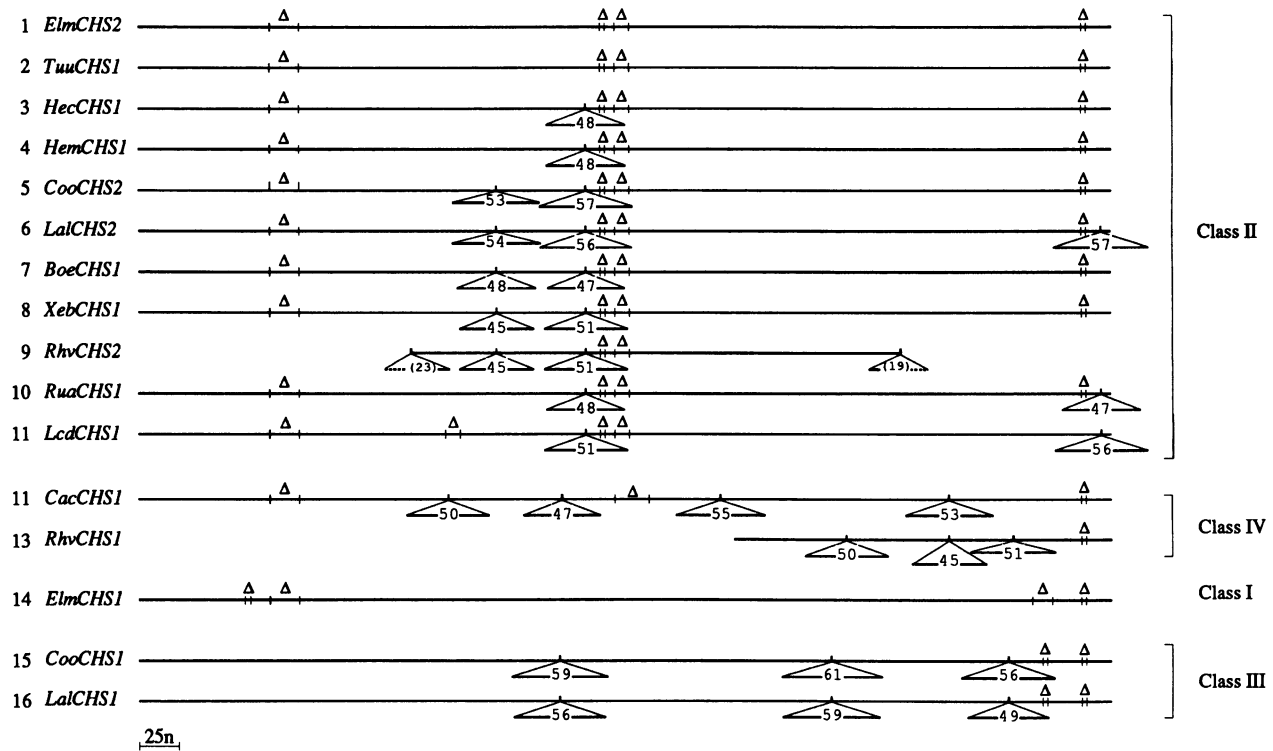 1 ElmCHS2 Δ Δ Δ Δ
2 TuuCHS1 Δ Δ Δ Δ
3 HecCHS1 Δ Δ Δ Δ
48
4 HemCHS1 Δ Δ Δ Δ
48
5 CooCHS2 Δ Δ Δ Δ
53 57
6 LalCHS2 Δ Δ Δ Δ
54 56 57
Class II
7 BoeCHS1 Δ Δ Δ Δ
48 47
8 XebCHS1 Δ Δ Δ Δ
45 51
9 RhvCHS2 Δ Δ
(23) 45 51 (19)
10 RuaCHS1 Δ Δ Δ Δ
48 47
11 LcdCHS1 Δ Δ Δ Δ
51 56
11 CacCHS1 Δ Δ Δ
50 47 55 53
Class IV
13 RhvCHS1 Δ
50 45 51
14 ElmCHS1 Δ Δ Δ Δ
Class I
15 CooCHS1 Δ Δ
59 61 56
Class III
16 LalCHS1 Δ Δ
56 59 49
25n